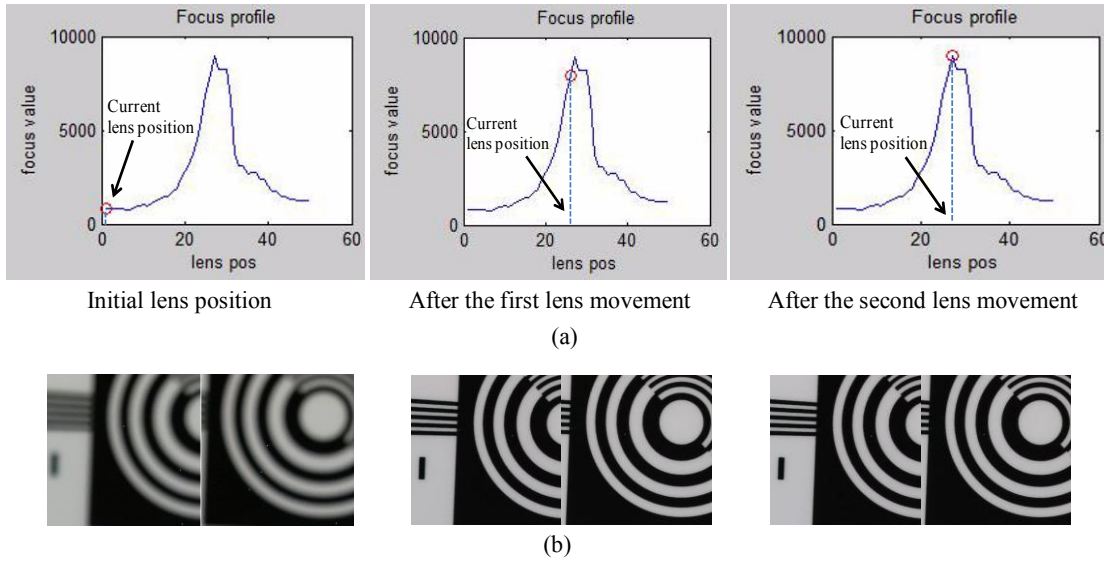 Focus profile
10000
5000
0
focus value
Current
lens position
0
20
40
60
lens pos
Initial lens position
Focus profile
10000
5000
0
focus value
Current
lens position
0
20
40
60
lens pos
After the first lens movement
Focus profile
10000
5000
0
focus value
Current
lens position
0
20
40
60
lens pos
After the second lens movement
(a)
(b)